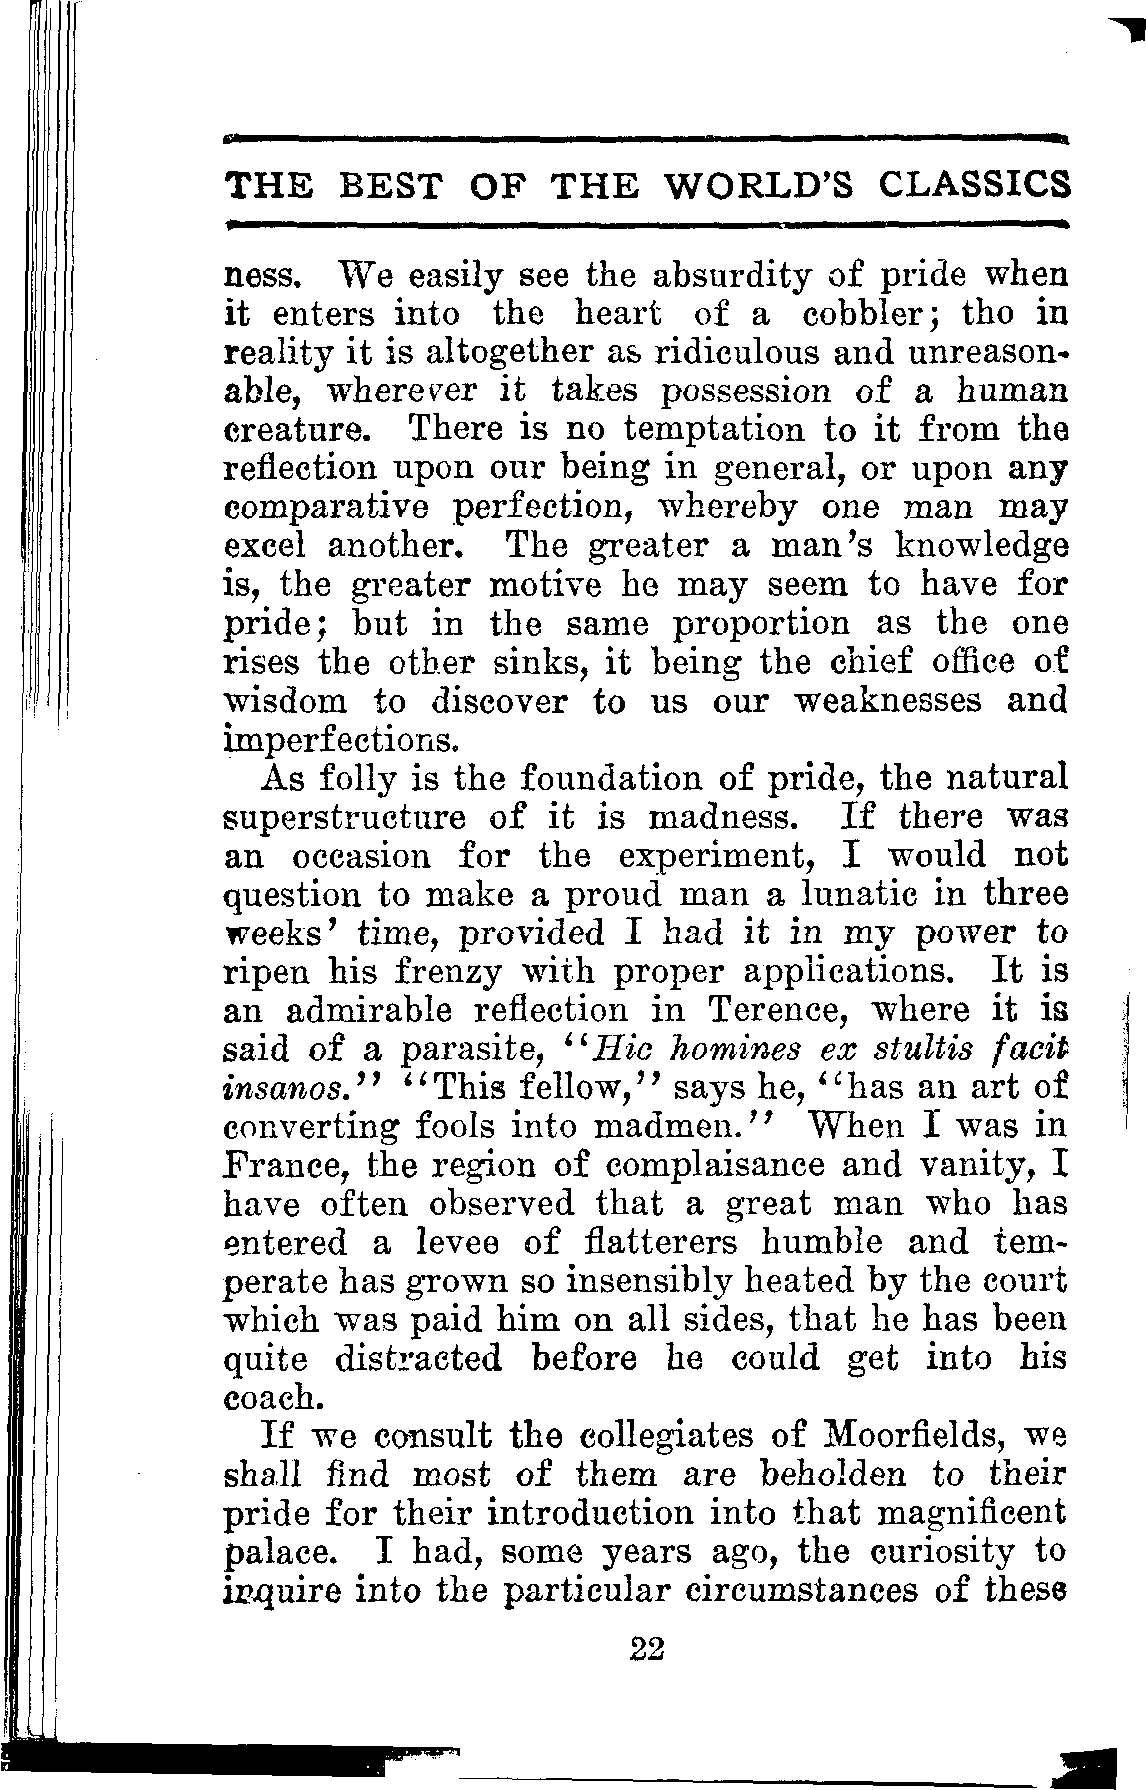 THE BEST OF THE WORLD'S CLASSICS
ness. We easily see the absurdity of pride when
it enters into the heart of a cobbler; tho in
reality it is altogether as ridiculous and unreason-
able, wherever it takes possession of a human
creature. There is no temptation to it from the
reflection upon our being in general, or upon any
comparative perfection, whereby one man may
excel another. The greater a man's knowledge
is, the greater motive he may seem to have for
pride; but in the same proportion as the one
rises the other sinks, it being the chief office of
wisdom to discover to us our weaknesses and
imperfections.
As folly is the foundation of pride, the natural
superstructure of it is madness. If there was
an occasion for the experiment, I would not
question to make a proud man a lunatic in three
weeks' time, provided I had it in my power to
ripen his frenzy with proper applications. It is
an admirable reflection in Terence, where it is
said of a parasite, "Hic homines ex stultis facit
insanos." "This fellow," says he, "has an art of
converting fools into madmen." When I was in
France, the region of complaisance and vanity, I
have often observed that a great man who has
entered a levee of flatterers humble and tem-
perate has grown so insensibly heated by the court
which was paid him on all sides, that he has been
quite distracted before he could get into his
coach.
If we consult the collegiates of Moorfields, we
shall find most of them are beholden to their
pride for their introduction into that magnificent
palace. I had, some years ago, the curiosity to
inquire into the particular circumstances of these
22